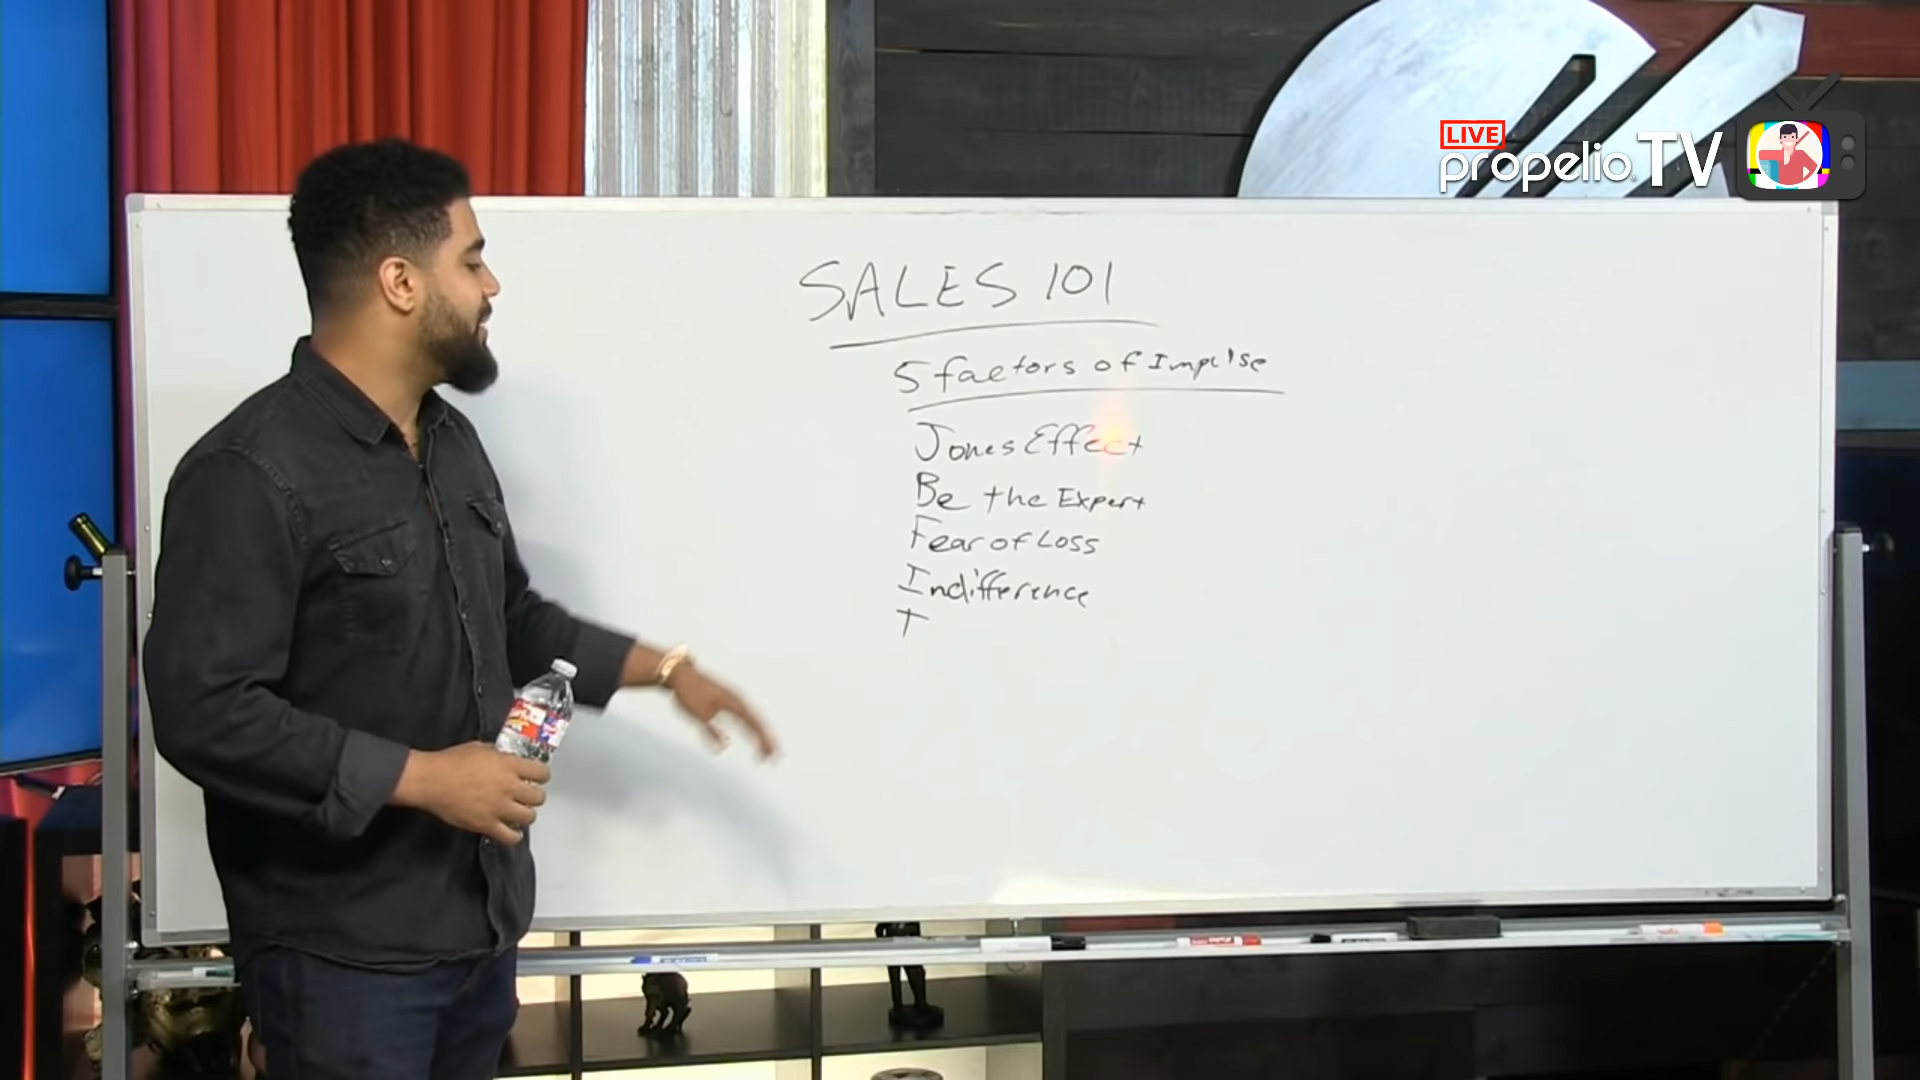 LIVE
propelio TV
SALES 101
5 factors of Impulse
Jones Effect
Be the Expert
Fear of Loss
Indifference
T